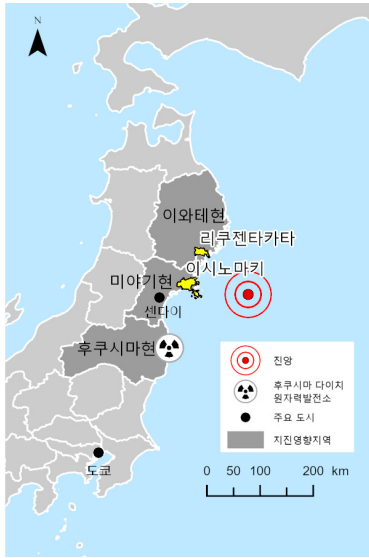 N
이와테현
리쿠젠타카타
이시노마키
미야기현
센다이
후쿠시마현
진앙
후쿠시마 다이치
원자력발전소
주요 도시
지진영향지역
도쿄
0 50 100 200 km